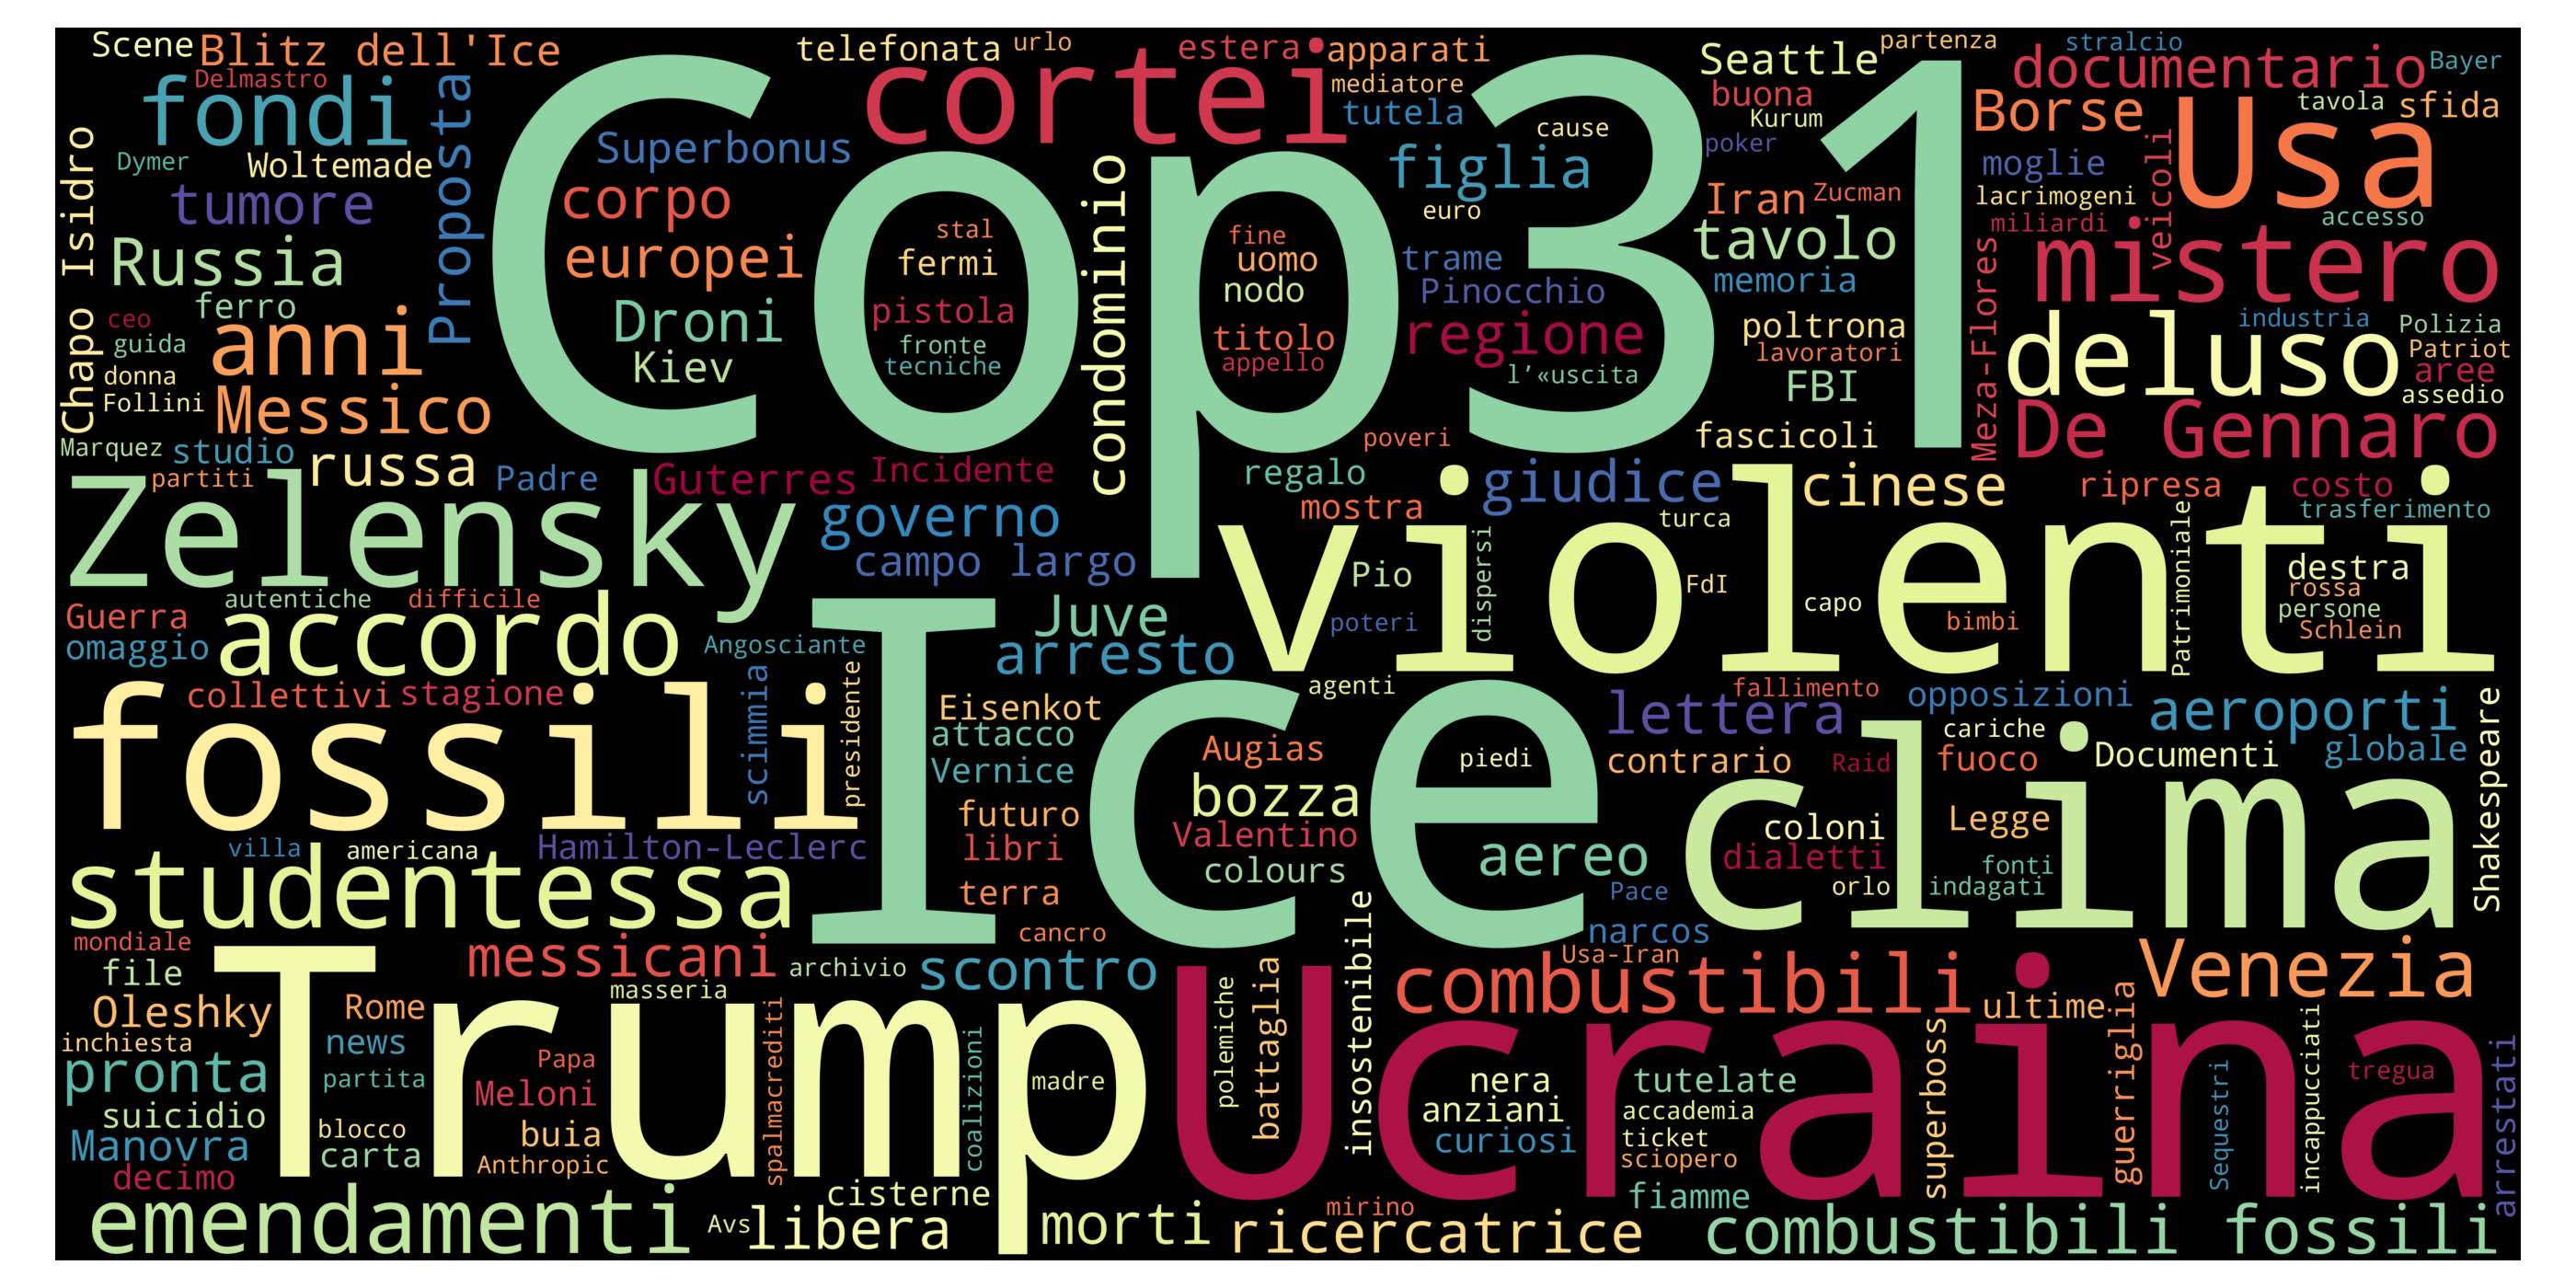 Scene
Blitz dell'Ice
Delmastro
fondi
Proposta
Dymer
Woltemade
tumore
Russia
ferro
Chapo Isidro
ceo
guida
anni
donna
Follini
Messico
Marquez
studio
russa
partiti
Padre
Cop31
telefonata
urlo
cortei
estera
apparati
mediatore
tutela
Superbonus
corpo
europei
Droni
Kiev
stal
fermi
pistola
fronte
tecniche
condominio
fine
uomo
nodo
titolo
appello
cause
figlia
euro
trame
Pinocchio
regione
l’«uscita
poveri
Seattle
partenza
buona
Kurum
poker
Iran
Zucman
tavolo
memoria
poltrona
lavoratori
FBI
fascicoli
stralcio
documentario
Bayer
Borse
Usa
tavola
sfida
moglie
veicoli
lacrimogeni
miliardi
accesso
mistero
Meza-Flores
industria
Polizia
deluso
Patriot
aree
assedio
De Gennaro
Zelensky
Guterres
Incidente
governo
campo largo
regalo
mostra
giudice
cinese
ripresa
costo
trasferimento
turca
violenti
dispersi
Pio
FdI
capo
poteri
bimbi
Patrimoniale
destra
rossa
persone
Schlein
Guerra
autentiche
difficile
omaggio
accordo
Angosciante
Juve
arresto
Ice
collettivi
stagione
scimmia
presidente
fossili
Eisenkot
attacco
Vernice
agenti
Augias
piedi
bozza
Valentino
colours
futuro
libri
terra
aereo
lettera
fallimento
opposizioni
aeroporti
contrario
Raid
cariche
fuoco
Documenti
globale
Shakespeare
clima
coloni
dialetti
Legge
fonti
orlo
indagati
Pace
narcos
villa
americana
Hamilton-Leclerc
studentessa
mondiale
file
messicani
archivio
cancro
scontro
masseria
Trump
Oleshky
Rome
inchiesta
news
pronta
partita
Papa
Meloni
suicidio
blocco
buia
Manovra
carta
Anthropic
decimo
spalmacrediti
coalizioni
madre
emendamenti
Avs
cisterne
libera
morti
polemiche
battaglia
insostenibile
Usa-Iran
combustibili
ultime
Venezia
Ucraina
nera
anziani
curiosi
tutelate
accademia
ticket
sciopero
fiamme
superboss
guerriglia
Sequestri
incappucciati
tregua
arrestati
mirino
ricercatrice
combustibili fossili